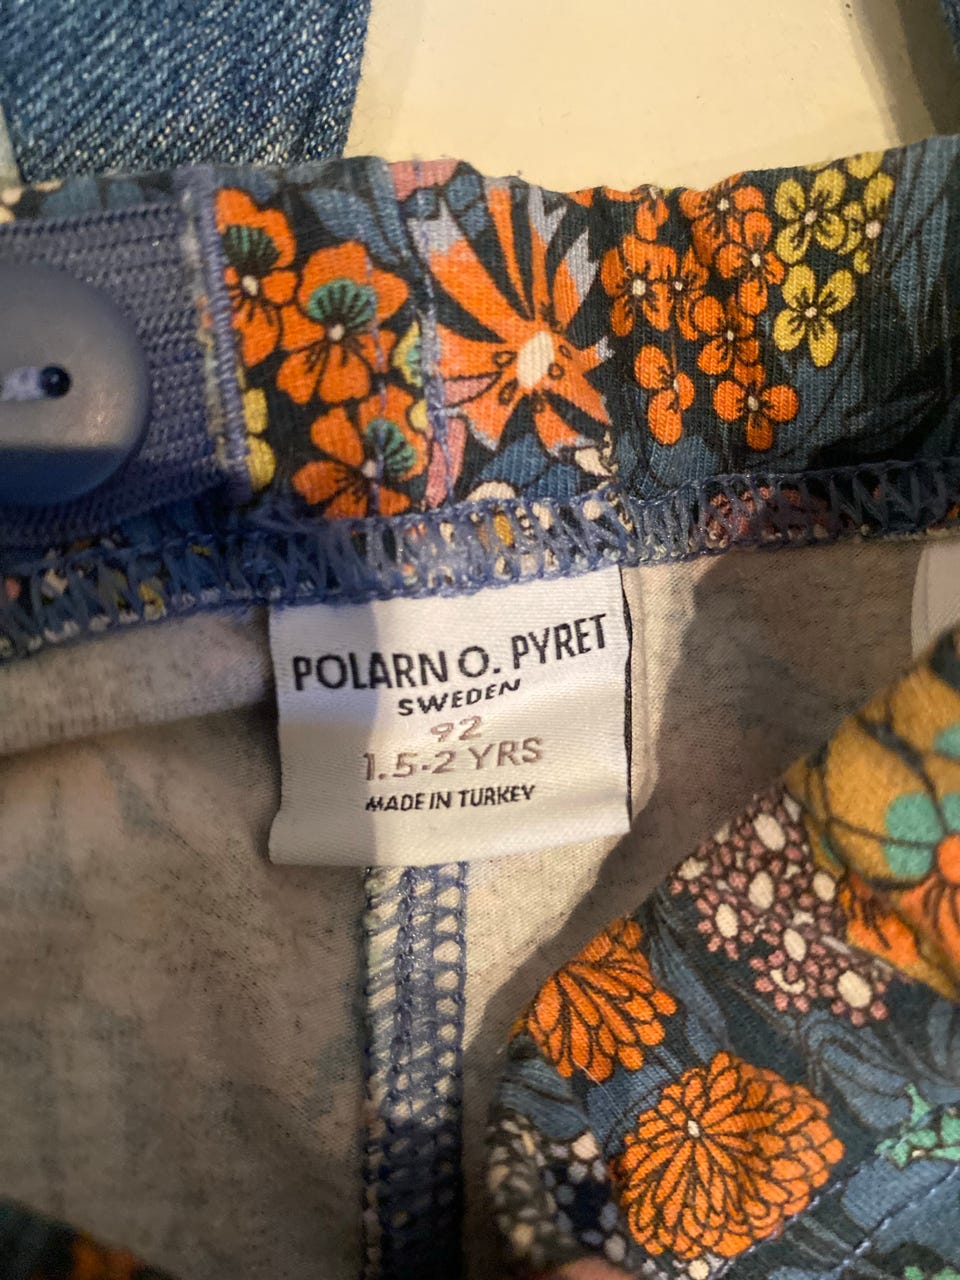 POLARN O. PYRET
SWEDEN
92
1.5-2 YRS
MADE IN TURKEY